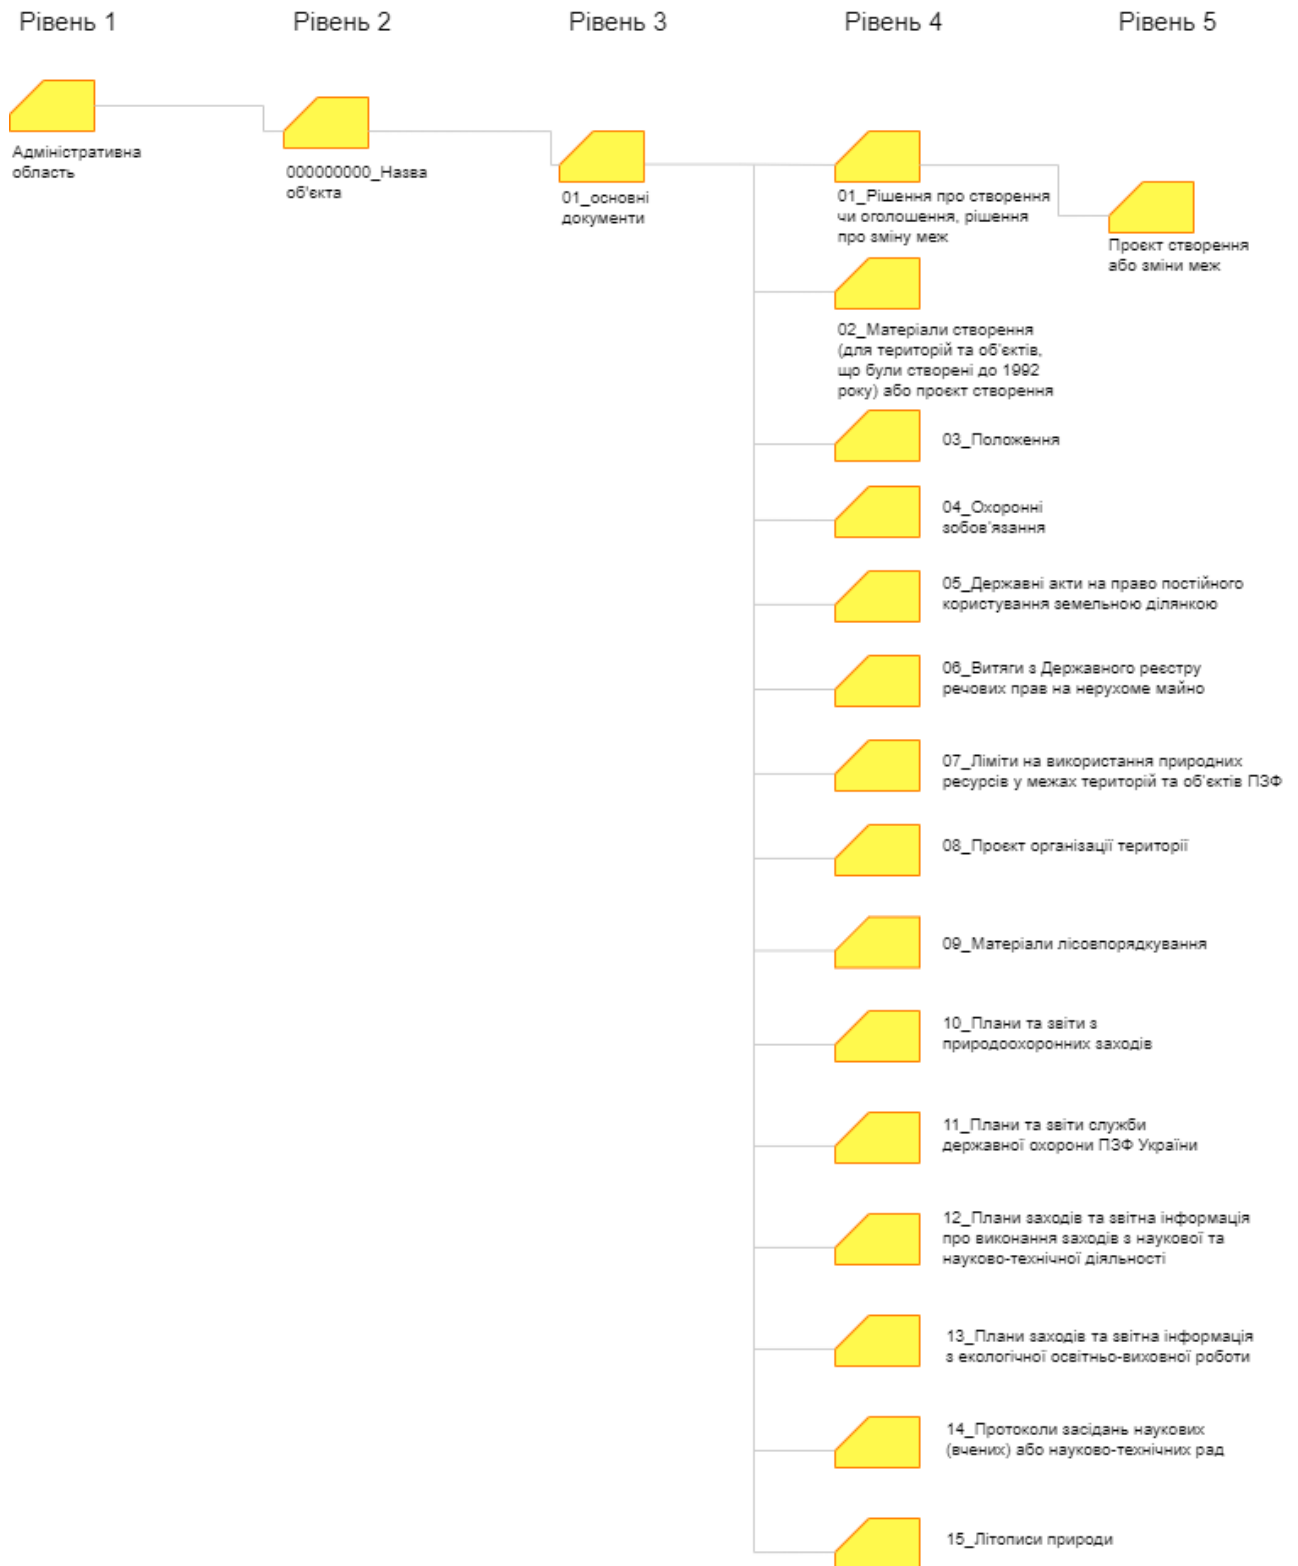 Рівень 1
Рівень 2
Рівень 3
Рівень 4
Рівень 5
Адміністративна
область
000000000_Назва
об'єкта
01_основні
документи
01_Рішення про створення
чи оголошення, рішення
про зміну меж
Проєкт створення
або зміни меж
02_Матеріали створення
(для територій та об'єктів,
що були створені до 1992
року) або проєкт створення
03_Положення
04_Охоронні
зобов'язання
05_Державні акти на право постійного
користування земельною ділянкою
06_Витяги з Державного реєстру
речових прав на нерухоме майно
07_Ліміти на використання природних
ресурсів у межах територій та об'єктів ПЗФ
08_Проєкт організації території
09_Матеріали лісовпорядкування
10_Плани та звіти з
природоохоронних заходів
11_Плани та звіти служби
державної охорони ПЗФ України
12_Плани заходів та звітна інформація
про виконання заходів з наукової та
науково-технічної діяльності
13_Плани заходів та звітна інформація
з екологічної освітньо-виховної роботи
14_Протоколи засідань наукових
(вчених) або науково-технічних рад
15_Літописи природи